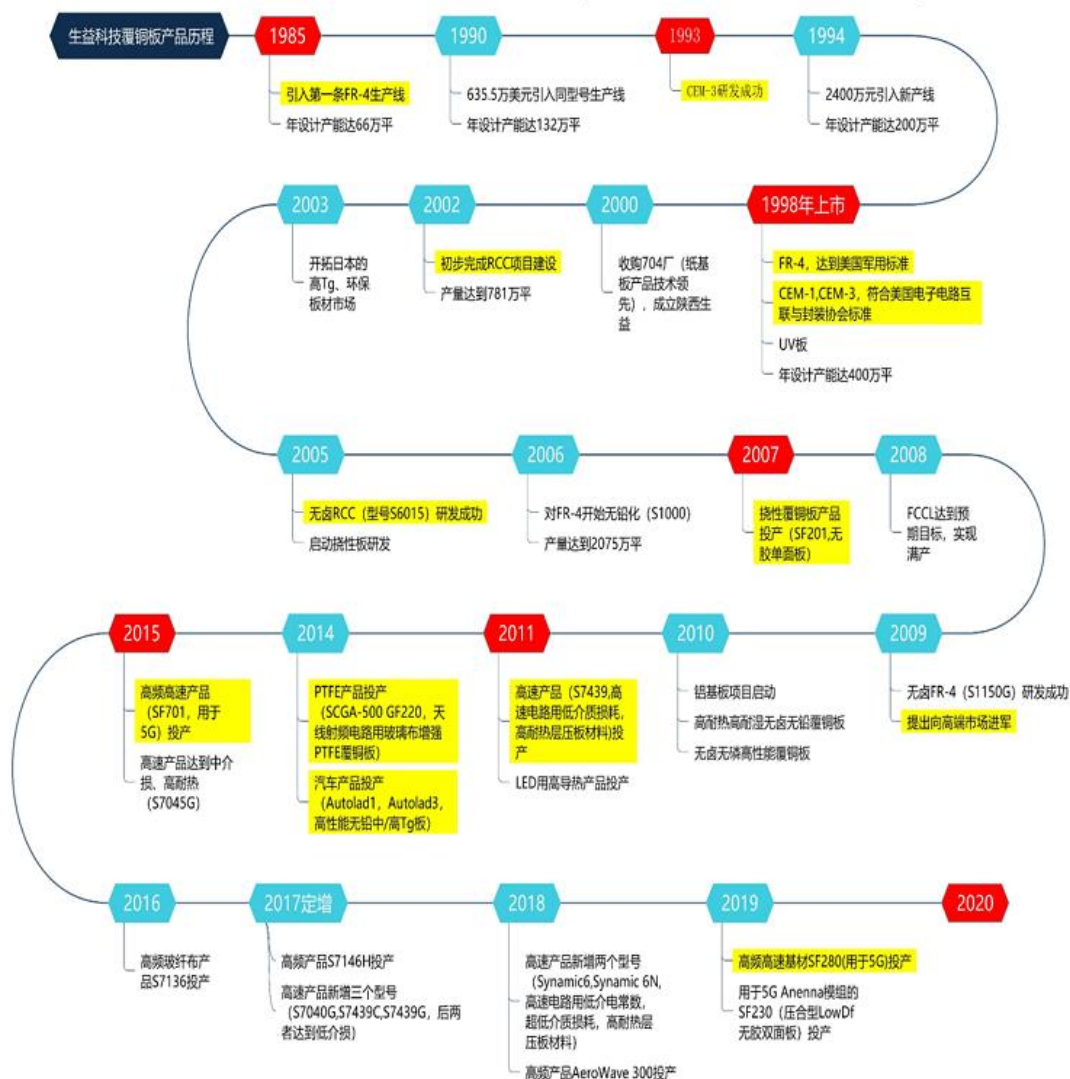 生益科技覆铜板产品历程
1985
引入第一条FR-4生产线
年设计产能达66万平
1990
635.5万美元引入同型号生产线
年设计产能达132万平
1993
CEM-3研发成功
1994
2400万元引入新产线
年设计产能达200万平
1998年上市
FR-4，达到美国军用标准
CEM-1,CEM-3，符合美国电子电路互
联与封装协会标准
UV板
年设计产能达400万平
2000
收购704厂（纸基
板产品技术领
先），成立陕西生
益
2002
初步完成RCC项目建设
产量达到781万平
2003
开拓日本的
高Tg、环保
板材市场
2005
无卤RCC（型号S6015）研发成功
启动挠性板研发
2006
对FR-4开始无铅化（S1000）
产量达到2075万平
2007
挠性覆铜板产品
投产（SF201,无
胶单面板）
2008
FCCL达到预
期目标，实现
满产
2009
无卤FR-4（S1150G）研发成功
提出向高端市场进军
2010
铝基板项目启动
高耐热高耐湿无卤无铅覆铜板
无卤无磷高性能覆铜板
2011
高速产品（S7439,高
速电路用低介质损耗，
高耐热层压板材料)投
产
LED用高导热产品投产
2014
PTFE产品投产
（SCGA-500 GF220，天
线射频电路用玻璃布增强
PTFE覆铜板）
汽车产品投产
（Autolad1，Autolad3，
高性能无铅中/高Tg板）
2015
高频高速产品
（SF701，用于
5G）投产
高速产品达到中介
损、高耐热
（S7045G）
2016
高频玻纤布产
品S7136投产
2017定增
高频产品S7146H投产
高速产品新增三个型号
（S7040G,S7439C,S7439G，后两
者达到低介损）
2018
高速产品新增两个型号
（Synamic6,Synamic 6N,
高速电路用低介电常数，
超低介质损耗，高耐热层
压板材料）
高频产品AeroWave 300投产
2019
高频高速基材SF280(用于5G)投产
用于5G Anenna模组的
SF230（压合型LowDf
无胶双面板）投产
2020